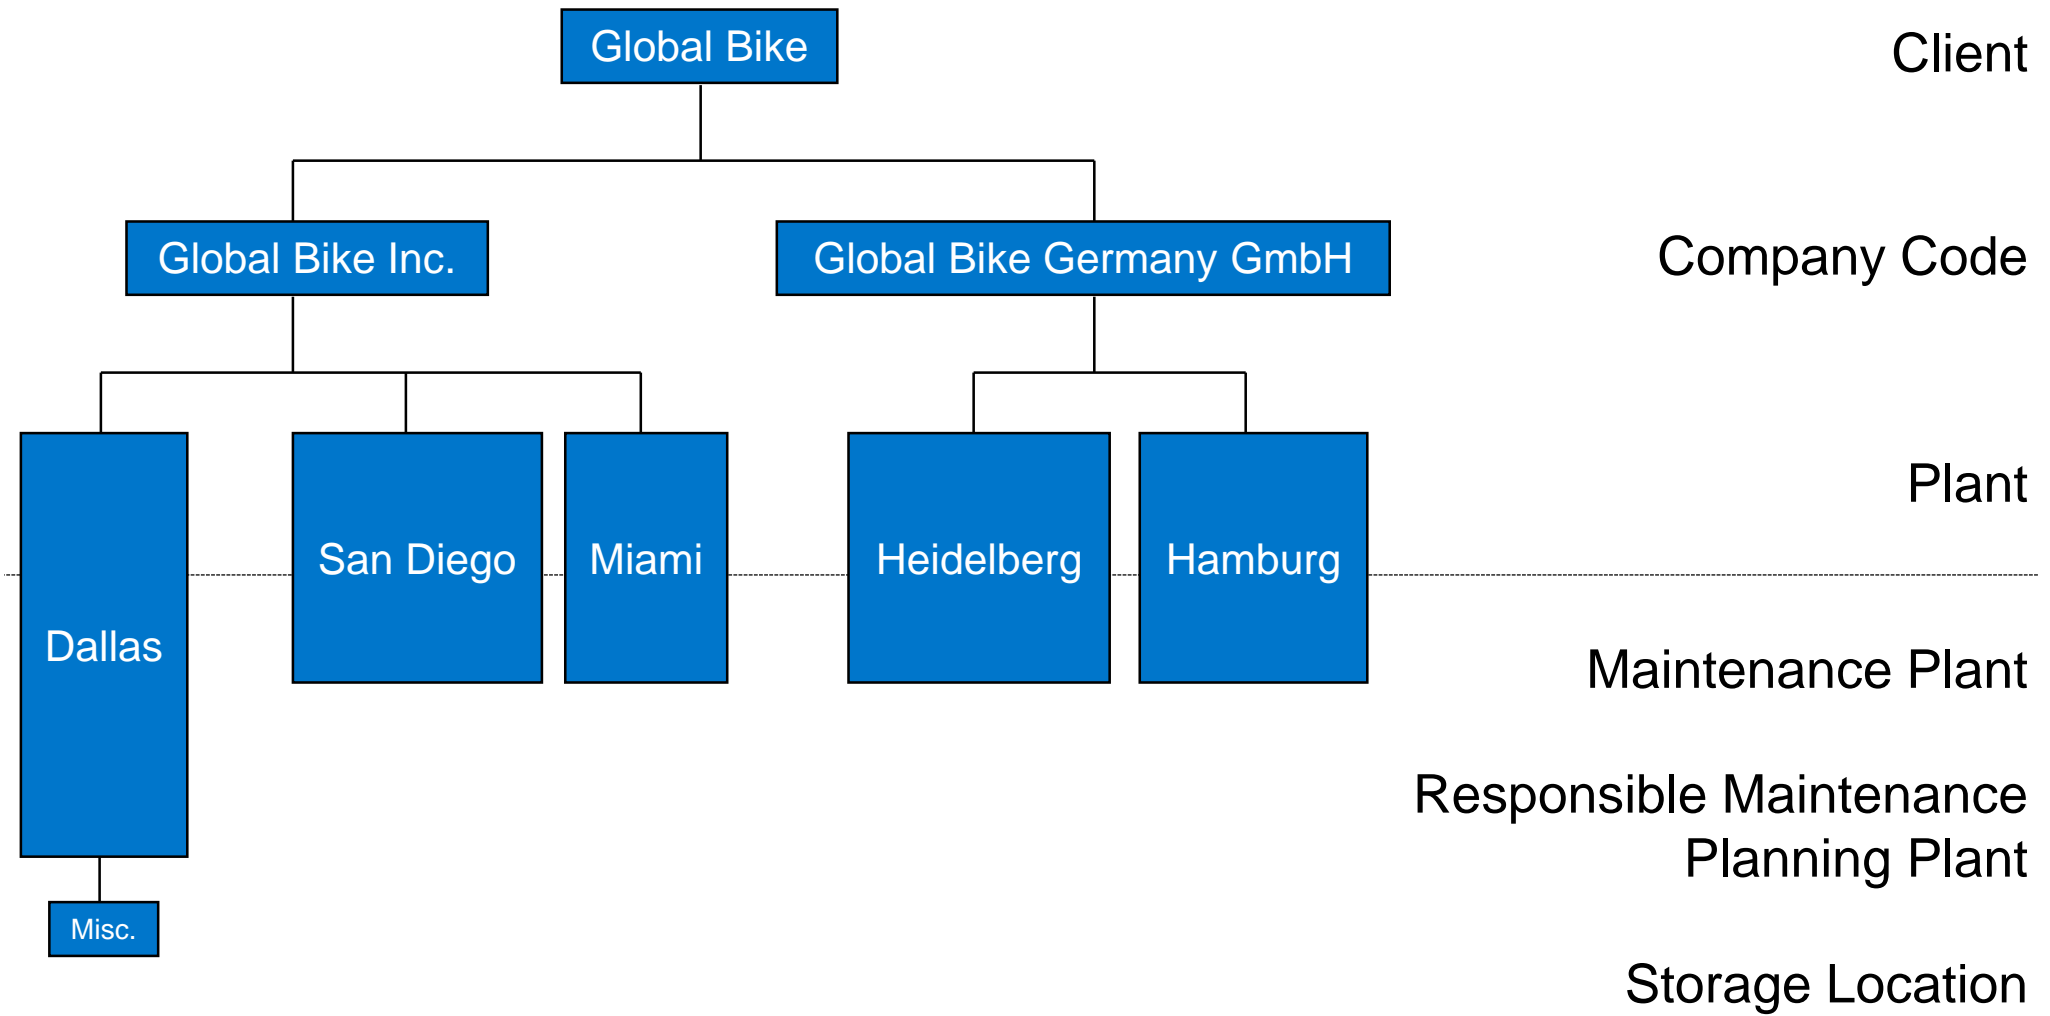 Global Bike
Client
Global Bike Inc.
Global Bike Germany GmbH
Company Code
Plant
San Diego
Miami
Heidelberg
Hamburg
Dallas
Maintenance Plant
Responsible Maintenance
Planning Plant
Misc.
Storage Location